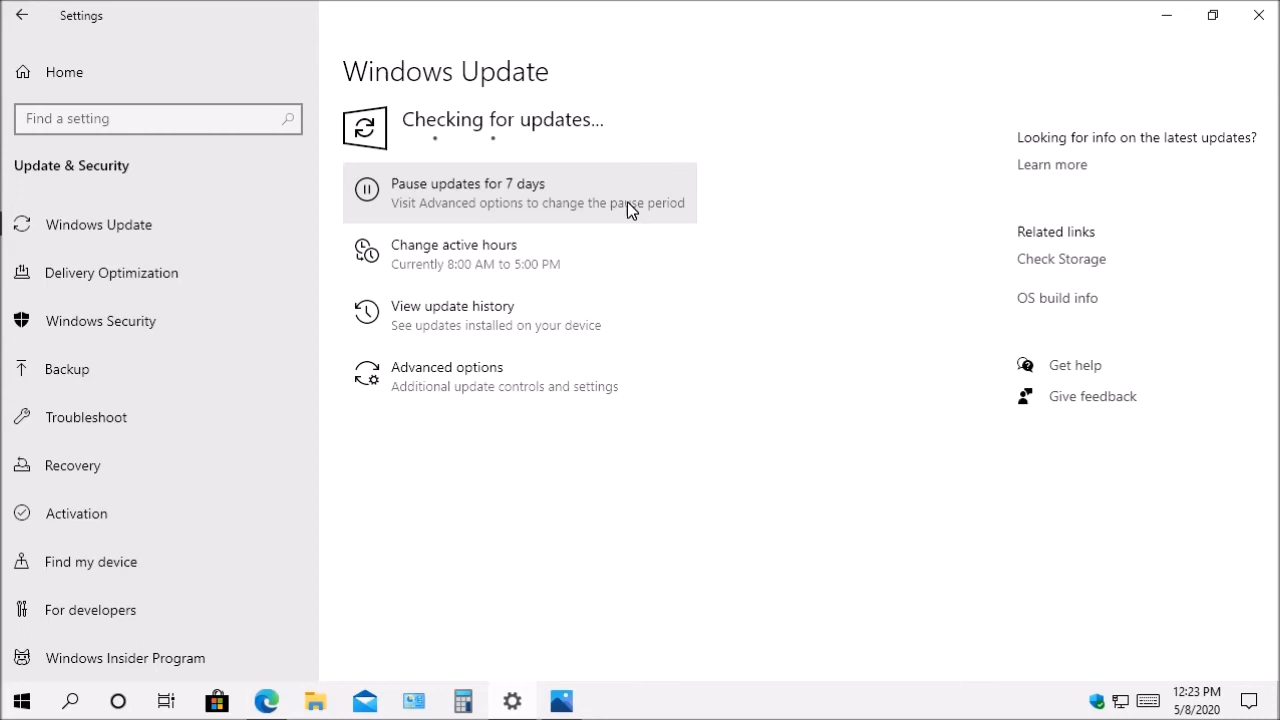 Settings
Home
Find a setting
Update & Security
Windows Update
Delivery Optimization
Windows Security
Backup
Troubleshoot
Recovery
Activation
Find my device
For developers
Windows Insider Program
Windows Update
Checking for updates...
Pause updates for 7 days
Visit Advanced options to change the pause period
Change active hours
Currently 8:00 AM to 5:00 PM
View update history
See updates installed on your device
Advanced options
Additional update controls and settings
Looking for info on the latest updates?
Learn more
Related links
Check Storage
OS build info
Get help
Give feedback
12:23 PM
5/8/2020